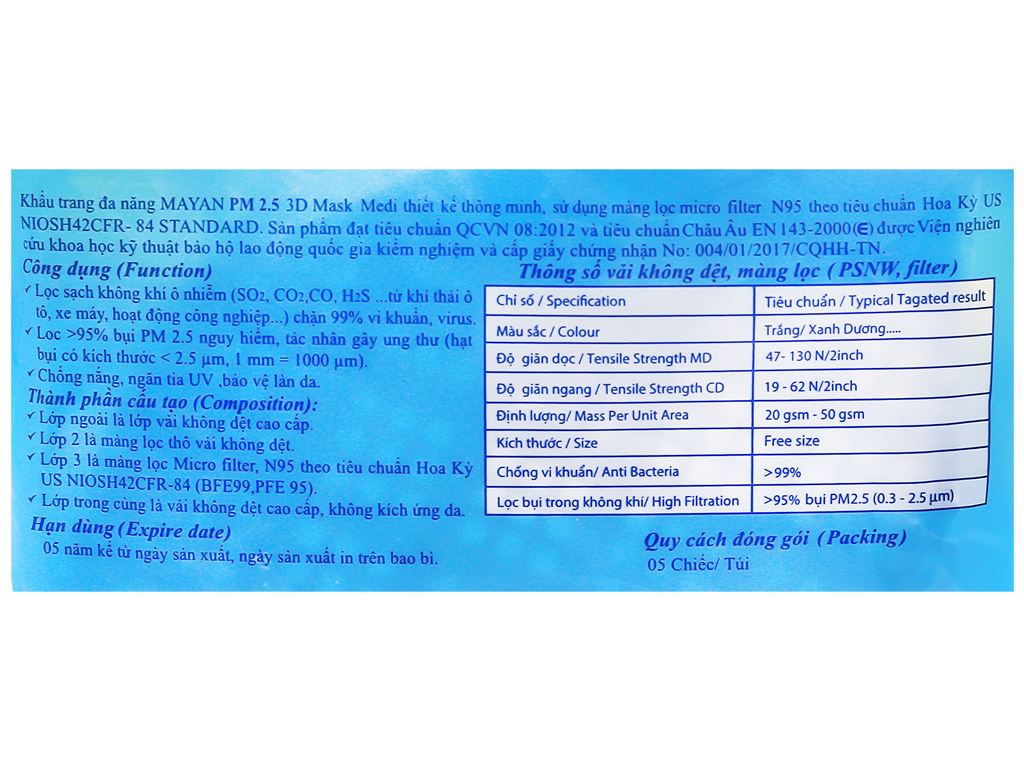 Khẩu trang đa năng MAYAN PM 2.5 3D Mask Medi thiết kế thông minh, sử dụng màng lọc micro filter N95 theo tiêu chuẩn Hoa Kỳ US
NIOSH42CFR- 84 STANDARD. Sản phẩm đạt tiêu chuẩn QCVN 08:2012 và tiêu chuẩn Châu Âu EN 143-2000(CE) được Viện nghiên
cứu khoa học kỹ thuật bảo hộ lao động quốc gia kiểm nghiệm và cấp giấy chứng nhận No: 004/01/2017/CQHH-TN.
Công dụng (Function)
✓ Lọc sạch không khí ô nhiễm (SO2, CO2,CO, H2S ...từ khí thải ô
tô, xe máy, hoạt động công nghiệp...) chặn 99% vi khuẩn, virus.
✓ Loc >95% bụi PM 2.5 nguy hiểm, tác nhân gây ung thư (hạt
bụi có kích thước < 2.5 µm, 1 mm = 1000 µm).
✓ Chống nắng, ngăn tia UV ,bảo vệ làn da.
Thành phần cấu tạo (Composition):
✓ Lớp ngoài là lớp vải không dệt cao cấp.
✓ Lớp 2 là màng lọc thô vải không dệt.
✓ Lớp 3 là màng lọc Micro filter, N95 theo tiêu chuẩn Hoa Kỳ
US NIOSH42CFR-84 (BFE99,PFE 95).
✓ Lớp trong cùng là vải không dệt cao cấp, không kích ứng da.
Hạn dùng (Expire date)
05 năm kể từ ngày sản xuất, ngày sản xuất in trên bao bì.
Thông số vải không dệt, màng lọc ( PSNW, filter)
Chỉ số / Specification Tiêu chuẩn / Typical Tagated result
Màu sắc / Colour Trắng/ Xanh Dương.....
Độ giãn dọc / Tensile Strength MD 47- 130 N/2inch
Độ giãn ngang / Tensile Strength CD 19 - 62 N/2inch
Định lượng/ Mass Per Unit Area 20 gsm - 50 gsm
Kích thước / Size Free size
Chống vi khuẩn/ Anti Bacteria >99%
Lọc bụi trong không khí/ High Filtration >95% bụi PM2.5 (0.3 - 2.5 µm)
Quy cách đóng gói (Packing)
05 Chiếc/ Túi